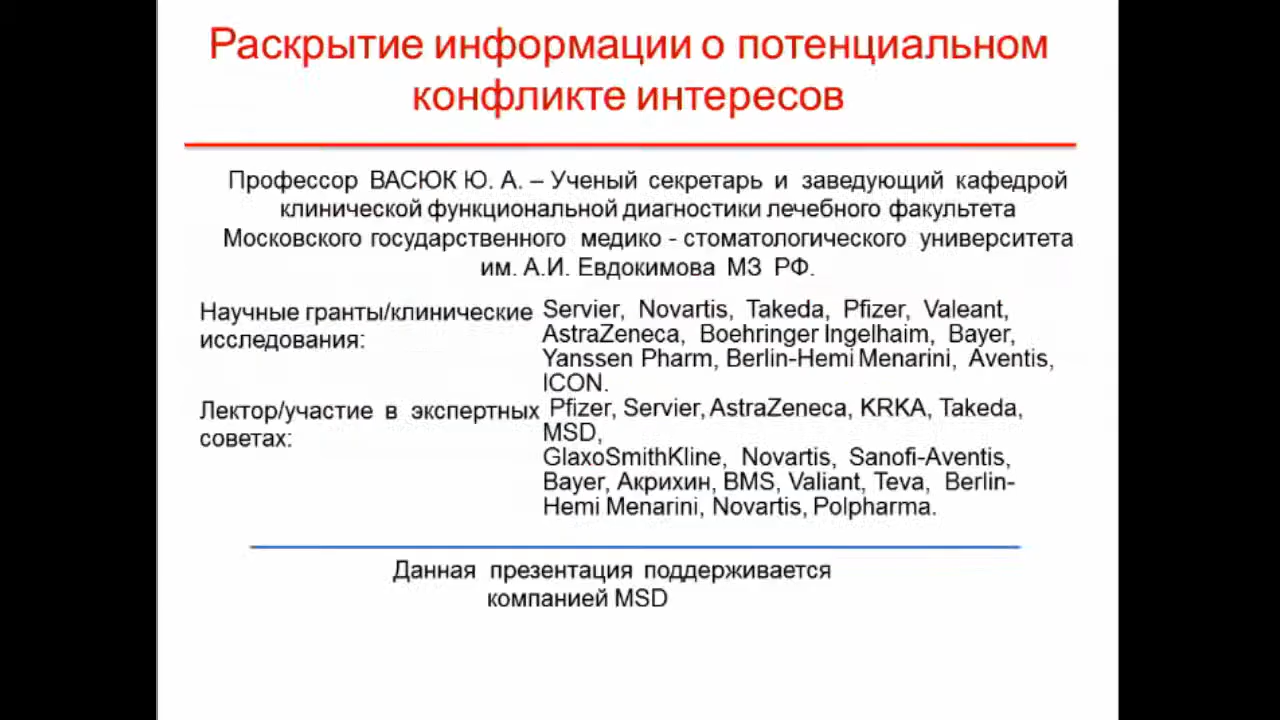 Раскрытие информации о потенциальном
конфликте интересов
Профессор ВАСЮК Ю. А. – Ученый секретарь и заведующий кафедрой
клинической функциональной диагностики лечебного факультета
Московского государственного медико - стоматологического университета
им. А.И. Евдокимова МЗ РФ.
Научные гранты/клинические
исследования:
Servier, Novartis, Takeda, Pfizer, Valeant,
AstraZeneca, Boehringer Ingelhaim, Bayer,
Yanssen Pharm, Berlin-Hemi Menarini, Aventis,
ICON.
Лектор/участие в экспертных
советах:
Pfizer, Servier, AstraZeneca, KRKA, Takeda,
MSD,
GlaxoSmithKline, Novartis, Sanofi-Aventis,
Bayer, Акрихин, BMS, Valiant, Teva, Berlin-
Hemi Menarini, Novartis, Polpharma.
Данная презентация поддерживается
компанией MSD